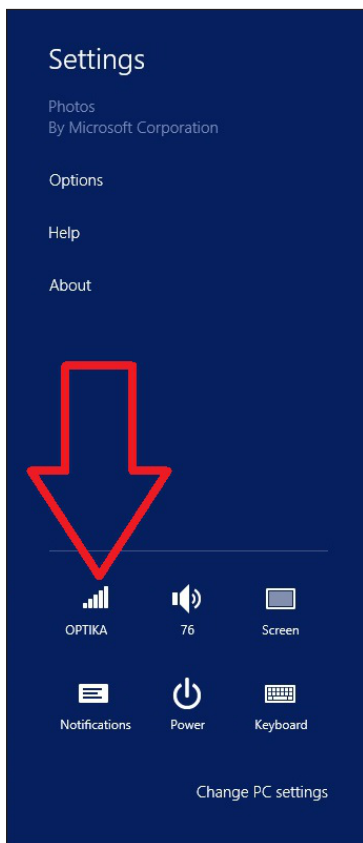 Settings
Photos
By Microsoft Corporation
Options
Help
About
OPTIKA 76 Screen
Notifications Power Keyboard
Change PC settings